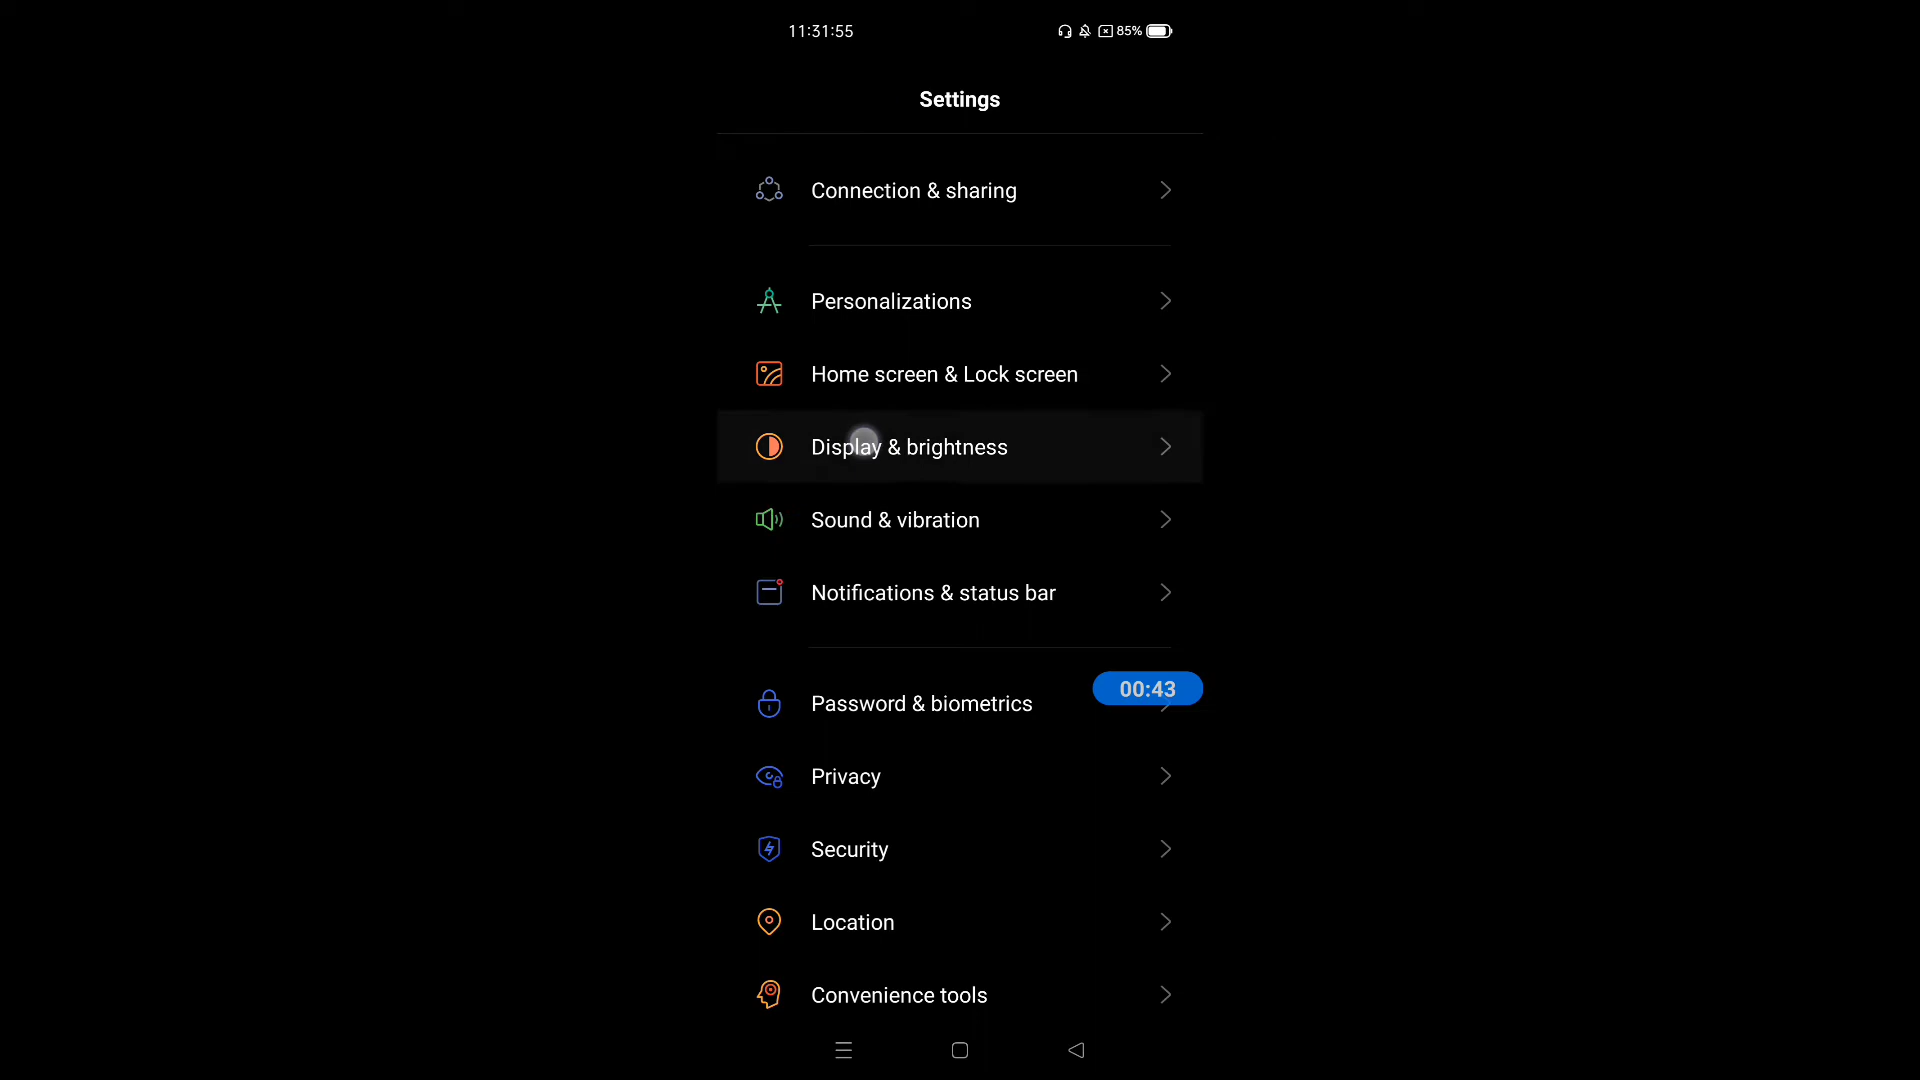 11:31:55
85%
Settings
Connection & sharing
Personalizations
Home screen & Lock screen
Display & brightness
Sound & vibration
Notifications & status bar
00:43
Password & biometrics
Privacy
Security
Location
Convenience tools